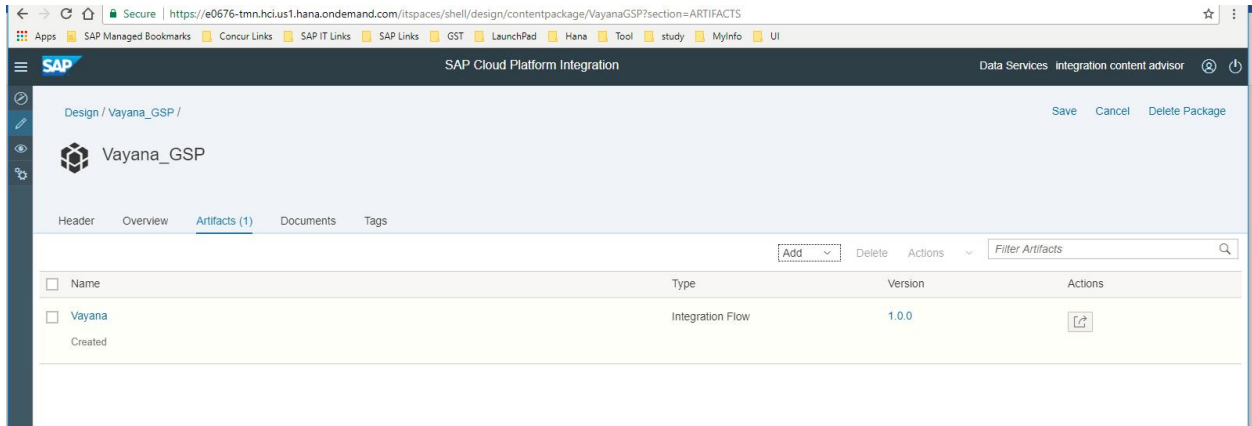 Secure | https://e0676-tmn.hci.us1.hana.ondemand.com/itspaces/shell/design/contentpackage/VayanaGSP?section=ARTIFACTS
Apps SAP Managed Bookmarks Concur Links SAP IT Links SAP Links GST LaunchPad Hana Tool study MyInfo UI
SAP SAP Cloud Platform Integration Data Services integration content advisor
Design / Vayana_GSP / Save Cancel Delete Package
Vayana_GSP
Header Overview Artifacts (1) Documents Tags
Add Delete Actions Filter Artifacts
Name Type Version Actions
Vayana Integration Flow 1.0.0
Created